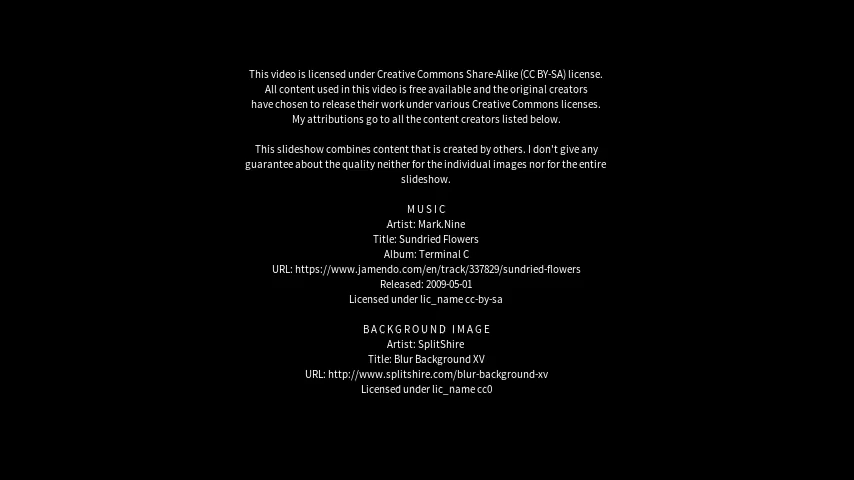 This video is licensed under Creative Commons Share-Alike (CC BY-SA) license.
All content used in this video is free available and the original creators
have chosen to release their work under various Creative Commons licenses.
My attributions go to all the content creators listed below.
This slideshow combines content that is created by others. I don't give any
guarantee about the quality neither for the individual images nor for the entire
slideshow.
MUSIC
Artist: Mark.Nine
Title: Sundried Flowers
Album: Terminal C
URL: https://www.jamendo.com/en/track/337829/sundried-flowers
Released: 2009-05-01
Licensed under lic_name cc-by-sa
BACKGROUND IMAGE
Artist: SplitShire
Title: Blur Background XV
URL: http://www.splitshire.com/blur-background-xv
Licensed under lic_name cc0